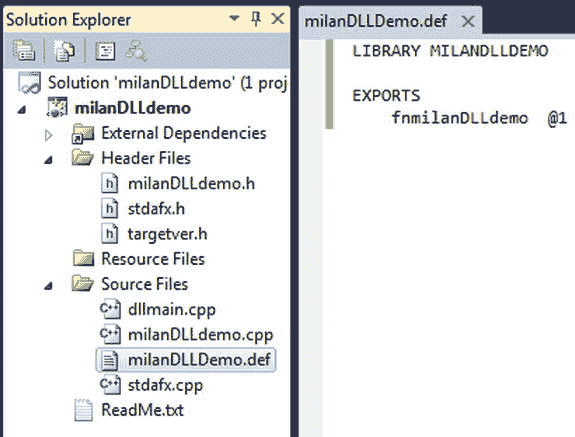 Solution Explorer
Solution 'milanDLLdemo' (1 proj
milanDLLdemo
External Dependencies
Header Files
milanDLLdemo.h
stdafx.h
targetver.h
Resource Files
Source Files
dllmain.cpp
milanDLLdemo.cpp
milanDLLDemo.def
stdafx.cpp
ReadMe.txt
milanDLLDemo.def
LIBRARY MILANDLLDEMO
EXPORTS
fnmilanDLLdemo @1